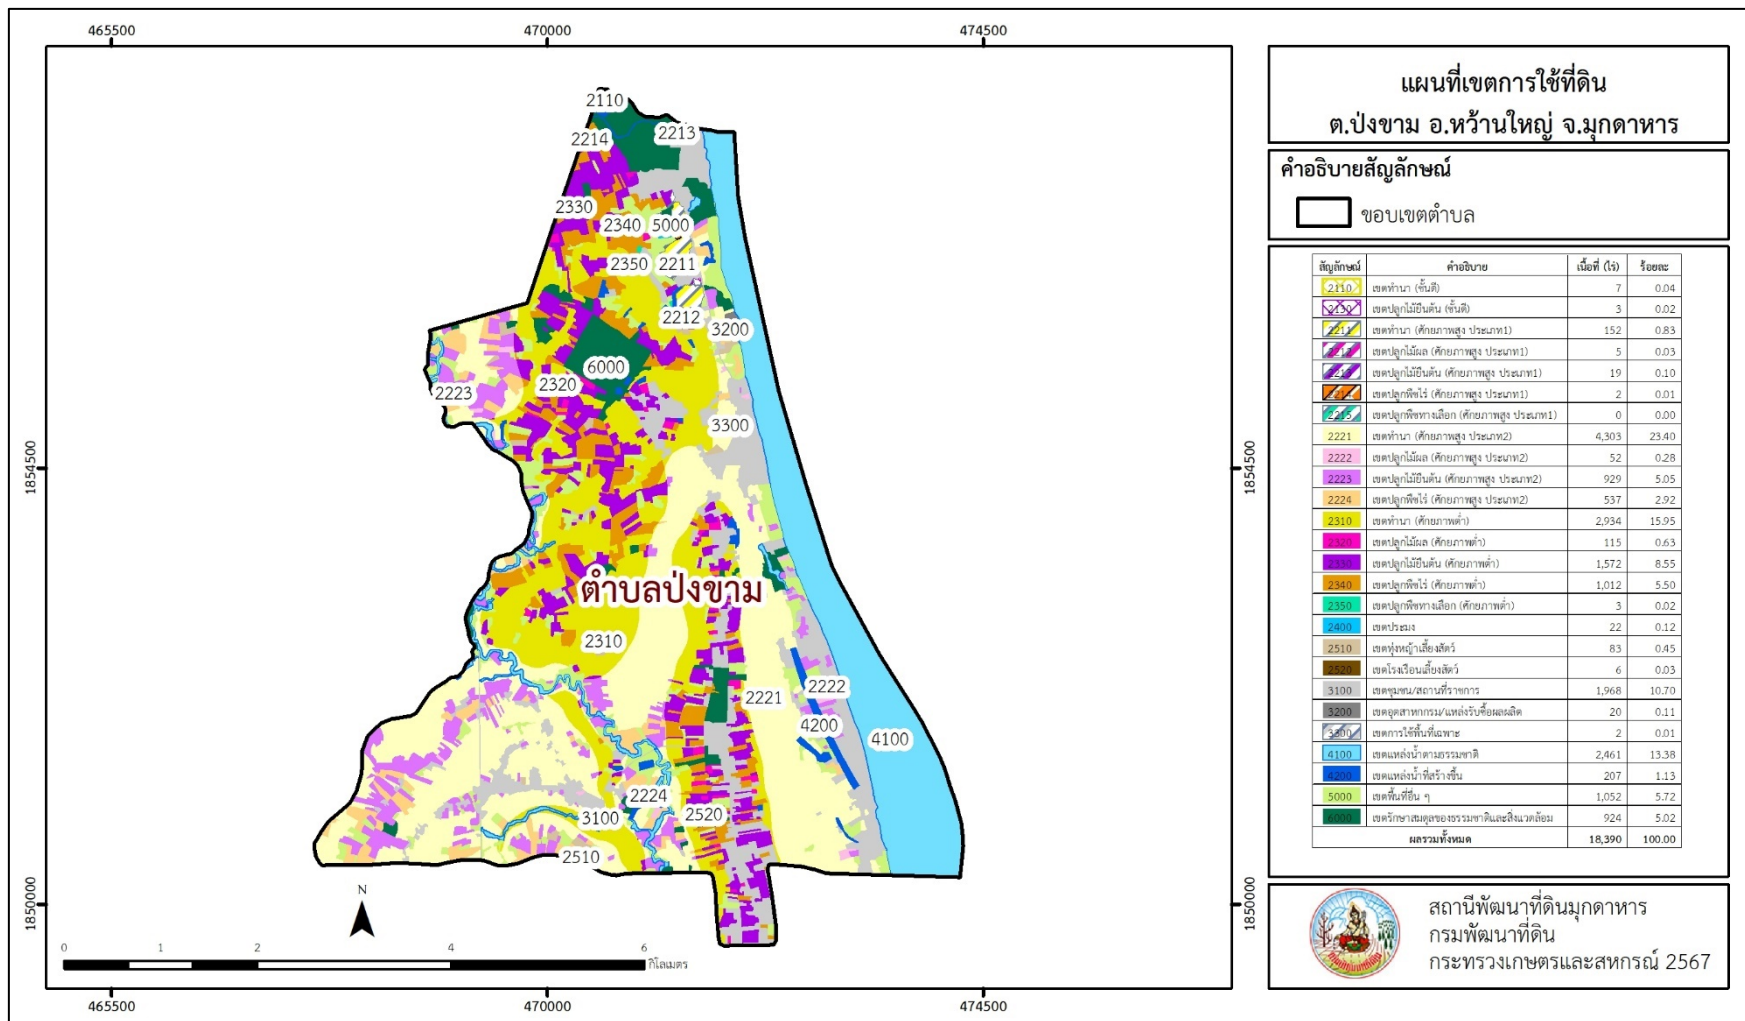 465500
470000
474500
แผนที่เขตการใช้ที่ดิน
ต.ป่งขาม อ.หว้านใหญ่ จ.มุกดาหาร
คำอธิบายสัญลักษณ์
ขอบเขตตำบล
สัญลักษณ์ คำอธิบาย เนื้อที่ (ไร่) ร้อยละ
2110 เขตทำนา (ชั้นดี) 7 0.04
2130 เขตปลูกไม้ยืนต้น (ชั้นดี) 3 0.02
2211 เขตทำนา (ศักยภาพสูง ประเภท1) 152 0.83
2212 เขตปลูกไม้ผล (ศักยภาพสูง ประเภท1) 5 0.03
2213 เขตปลูกไม้ยืนต้น (ศักยภาพสูง ประเภท1) 19 0.10
2214 เขตปลูกพืชไร่ (ศักยภาพสูง ประเภท1) 2 0.01
2215 เขตปลูกพืชทางเลือก (ศักยภาพสูง ประเภท1) 0 0.00
2221 เขตทำนา (ศักยภาพสูง ประเภท2) 4,303 23.40
2222 เขตปลูกไม้ผล (ศักยภาพสูง ประเภท2) 52 0.28
2223 เขตปลูกไม้ยืนต้น (ศักยภาพสูง ประเภท2) 929 5.05
2224 เขตปลูกพืชไร่ (ศักยภาพสูง ประเภท2) 537 2.92
2310 เขตทำนา (ศักยภาพต่ำ) 2,934 15.95
2320 เขตปลูกไม้ผล (ศักยภาพต่ำ) 115 0.63
2330 เขตปลูกไม้ยืนต้น (ศักยภาพต่ำ) 1,572 8.55
2340 เขตปลูกพืชไร่ (ศักยภาพต่ำ) 1,012 5.50
2350 เขตปลูกพืชทางเลือก (ศักยภาพต่ำ) 3 0.02
2400 เขตประมง 22 0.12
2510 เขตทุ่งหญ้าเลี้ยงสัตว์ 83 0.45
2520 เขตโรงเรือนเลี้ยงสัตว์ 6 0.03
3100 เขตชุมชน/สถานที่ราชการ 1,968 10.70
3200 เขตอุตสาหกรรม/แหล่งรับซื้อผลผลิต 20 0.11
3300 เขตการใช้พื้นที่เฉพาะ 2 0.01
4100 เขตแหล่งน้ำตามธรรมชาติ 2,461 13.38
4200 เขตแหล่งน้ำที่สร้างขึ้น 207 1.13
5000 เขตพื้นที่อื่น ๆ 1,052 5.72
6000 เขตรักษาสมดุลของธรรมชาติและสิ่งแวดล้อม 924 5.02
ผลรวมทั้งหมด 18,390 100.00
สถานีพัฒนาที่ดินมุกดาหาร
กรมพัฒนาที่ดิน
กระทรวงเกษตรและสหกรณ์ 2567
2110
2213
2214
2330
2340
5000
2350
2211
2212
3200
6000
2320
2223
3300
1854500
1854500
ตำบลป่งขาม
2310
2221
2222
4200
4100
2224
3100
2520
2510
1850000
1850000
N
0 1 2 4 6
กิโลเมตร
465500
470000
474500